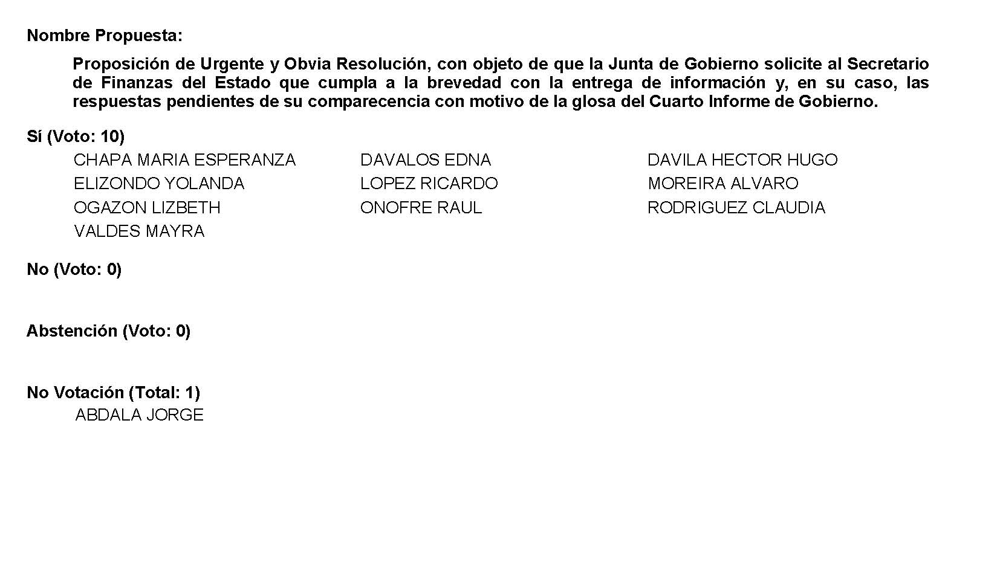 Nombre Propuesta:
Proposición de Urgente y Obvia Resolución, con objeto de que la Junta de Gobierno solicite al Secretario
de Finanzas del Estado que cumpla a la brevedad con la entrega de información y, en su caso, las
respuestas pendientes de su comparecencia con motivo de la glosa del Cuarto Informe de Gobierno.
Sí (Voto: 10)
CHAPA MARIA ESPERANZA DAVALOS EDNA DAVILA HECTOR HUGO
ELIZONDO YOLANDA LOPEZ RICARDO MOREIRA ALVARO
OGAZON LIZBETH ONOFRE RAUL RODRIGUEZ CLAUDIA
VALDES MAYRA
No (Voto: 0)
Abstención (Voto: 0)
No Votación (Total: 1)
ABDALA JORGE